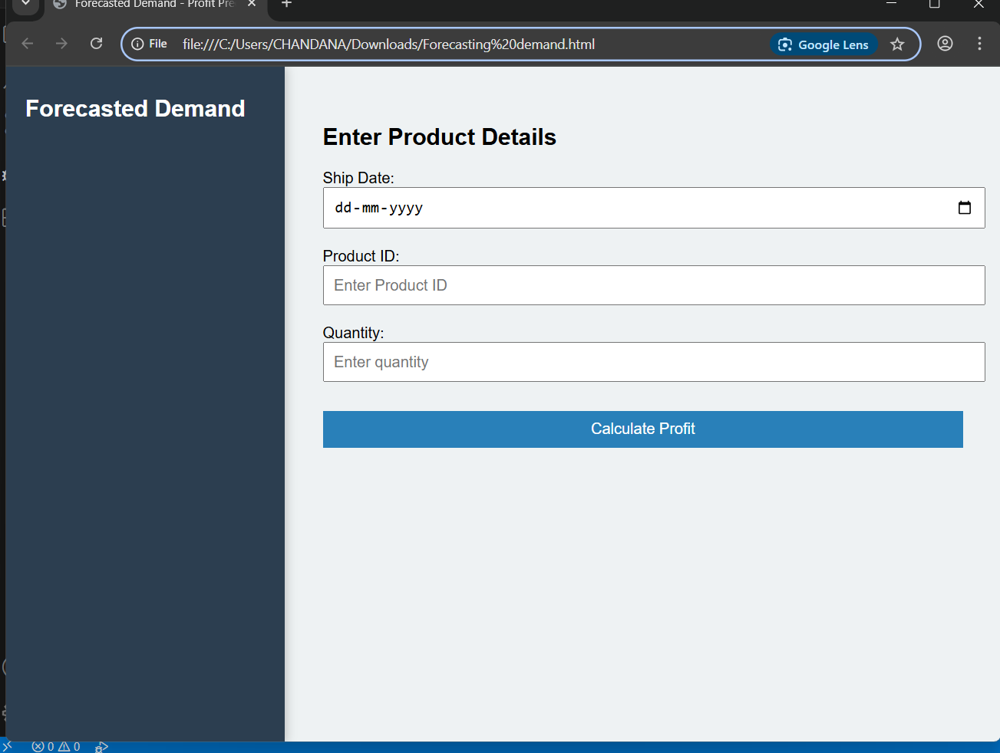 Forecasted Demand - Profit Pre
File file:///C:/Users/CHANDANA/Downloads/Forecasting%20demand.html Google Lens
Forecasted Demand
Enter Product Details
Ship Date:
dd-mm-yyyy
Product ID:
Enter Product ID
Quantity:
Enter quantity
Calculate Profit
0 0